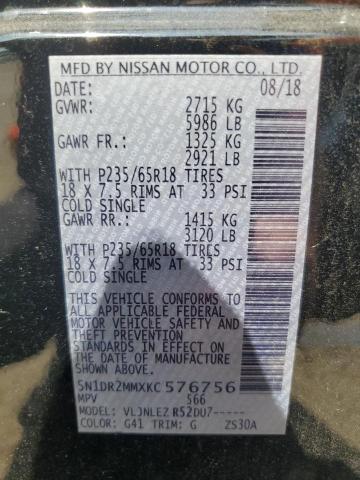 MFD BY NISSAN MOTOR CO., LTD.
DATE: 08/18
GVWR: 2715 KG
5986 LB
GAWR FR.: 1325 KG
2921 LB
WITH P235/65R18 TIRES
18 X 7.5 RIMS AT 33 PSI
COLD SINGLE
GAWR RR.: 1415 KG
3120 LB
WITH P235/65R18 TIRES
18 X 7.5 RIMS AT 33 PSI
COLD SINGLE
THIS VEHICLE CONFORMS TO
ALL APPLICABLE FEDERAL
MOTOR VEHICLE SAFETY AND
THEFT PREVENTION
STANDARDS IN EFFECT ON
THE DATE OF MANUFACTURE
SHOWN ABOVE.
5N1DR2MMXKC576756
MPV 566
MODEL: VLJNLEZ R52DU7-----
COLOR: G41 TRIM: G ZS30A